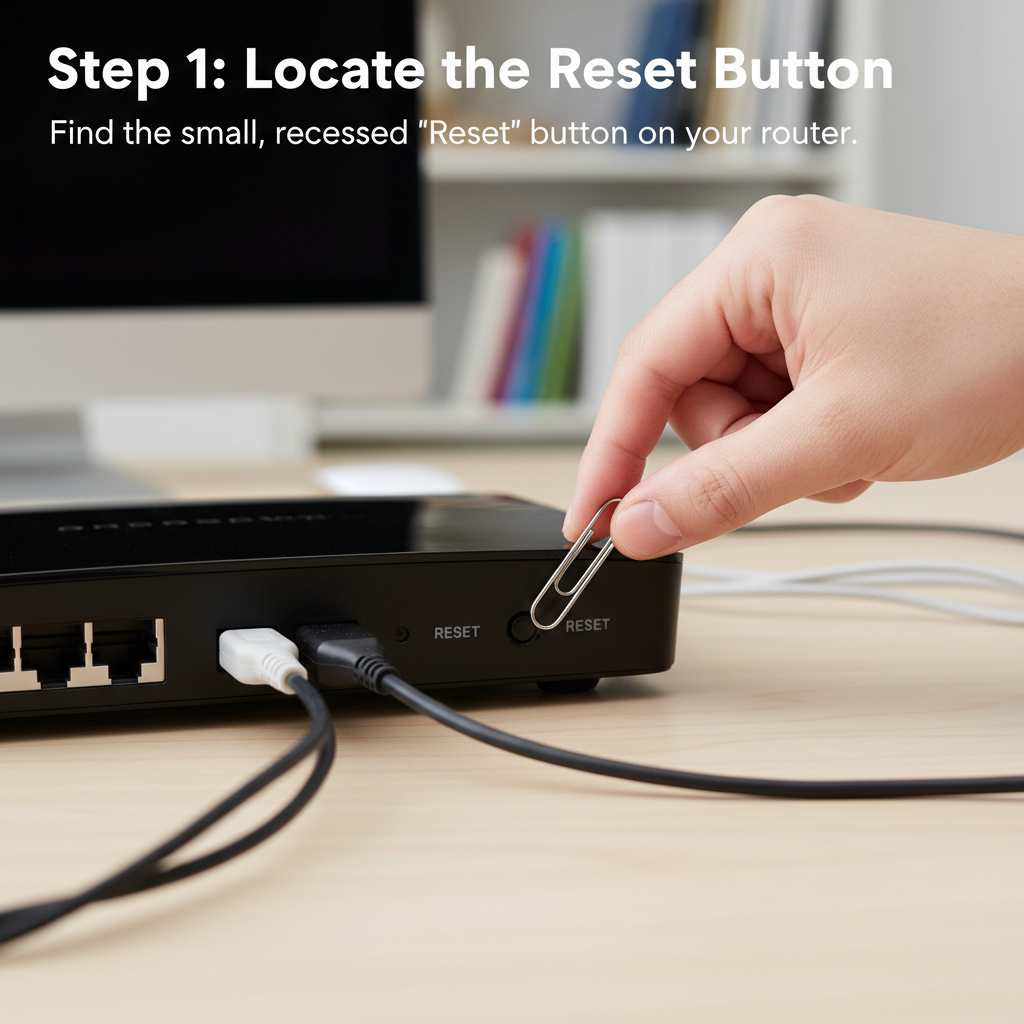 Step 1: Locate the Reset Button
Find the small, recessed "Reset" button on your router.
RESET
RESET